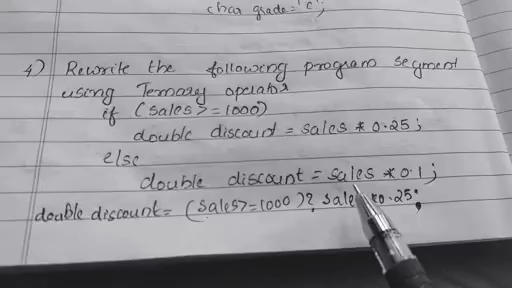 char grade = 'c';
4) Rewrite the following program segment
using Ternary operator
if (sales >= 1000)
double discount = sales * 0.25;
else
double discount = sales * 0.1;
double discount = (sales >= 1000)? sales 0.25: